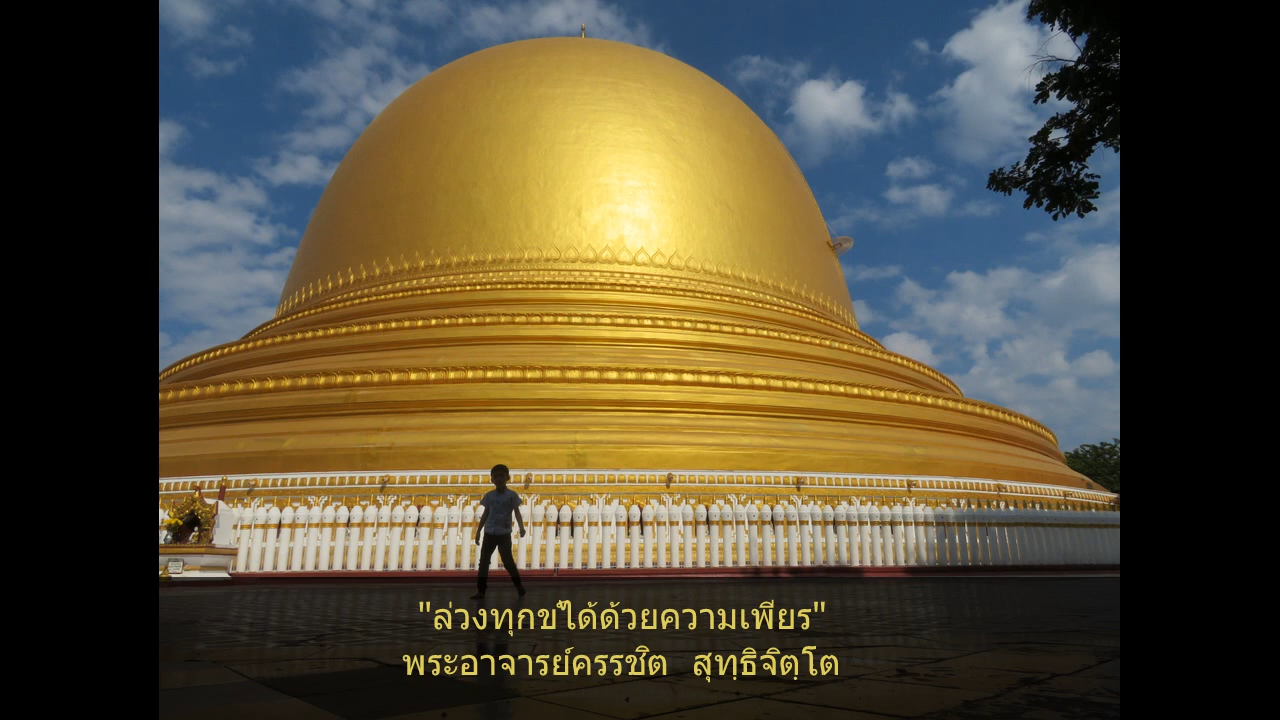 "ล่วงทุกข์ได้ด้วยความเพียร"
พระอาจารย์ครรชิต สุทฺธิจิตฺโต